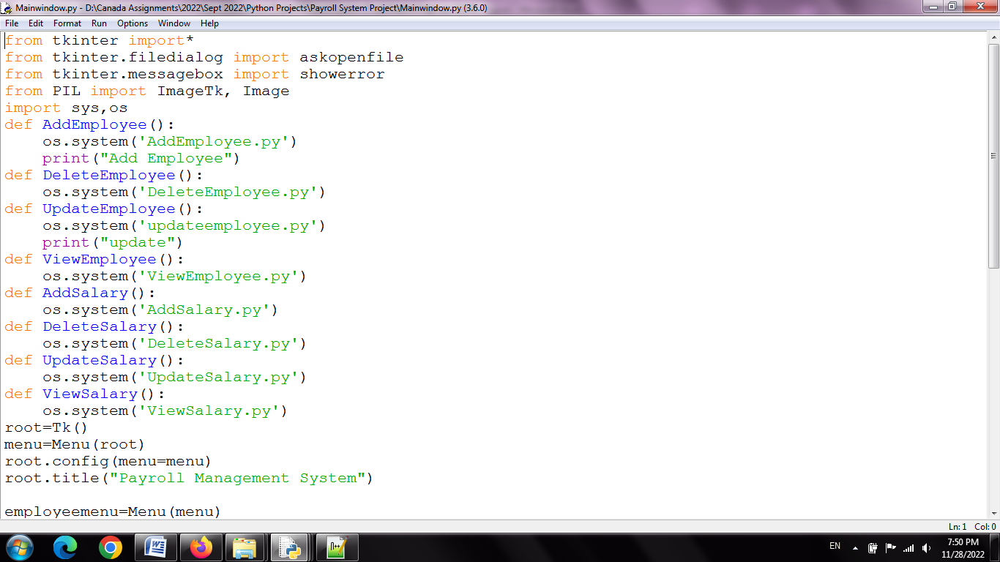 Mainwindow.py - D:\Canada Assignments\2022\Sept 2022\Python Projects\Payroll System Project\Mainwindow.py (3.6.0)
File Edit Format Run Options Window Help
from tkinter import*
from tkinter.filedialog import askopenfile
from tkinter.messagebox import showerror
from PIL import ImageTk, Image
import sys,os
def AddEmployee():
    os.system('AddEmployee.py')
    print("Add Employee")
def DeleteEmployee():
    os.system('DeleteEmployee.py')
def UpdateEmployee():
    os.system('updateemployee.py')
    print("update")
def ViewEmployee():
    os.system('ViewEmployee.py')
def AddSalary():
    os.system('AddSalary.py')
def DeleteSalary():
    os.system('DeleteSalary.py')
def UpdateSalary():
    os.system('UpdateSalary.py')
def ViewSalary():
    os.system('ViewSalary.py')
root=Tk()
menu=Menu(root)
root.config(menu=menu)
root.title("Payroll Management System")
employeemenu=Menu(menu)
Ln: 1 Col: 0
EN
7:50 PM
11/28/2022